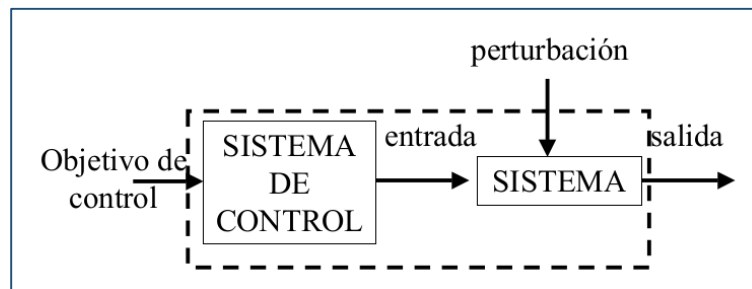 perturbación
Objetivo de
control
SISTEMA
DE
CONTROL
entrada
SISTEMA
salida